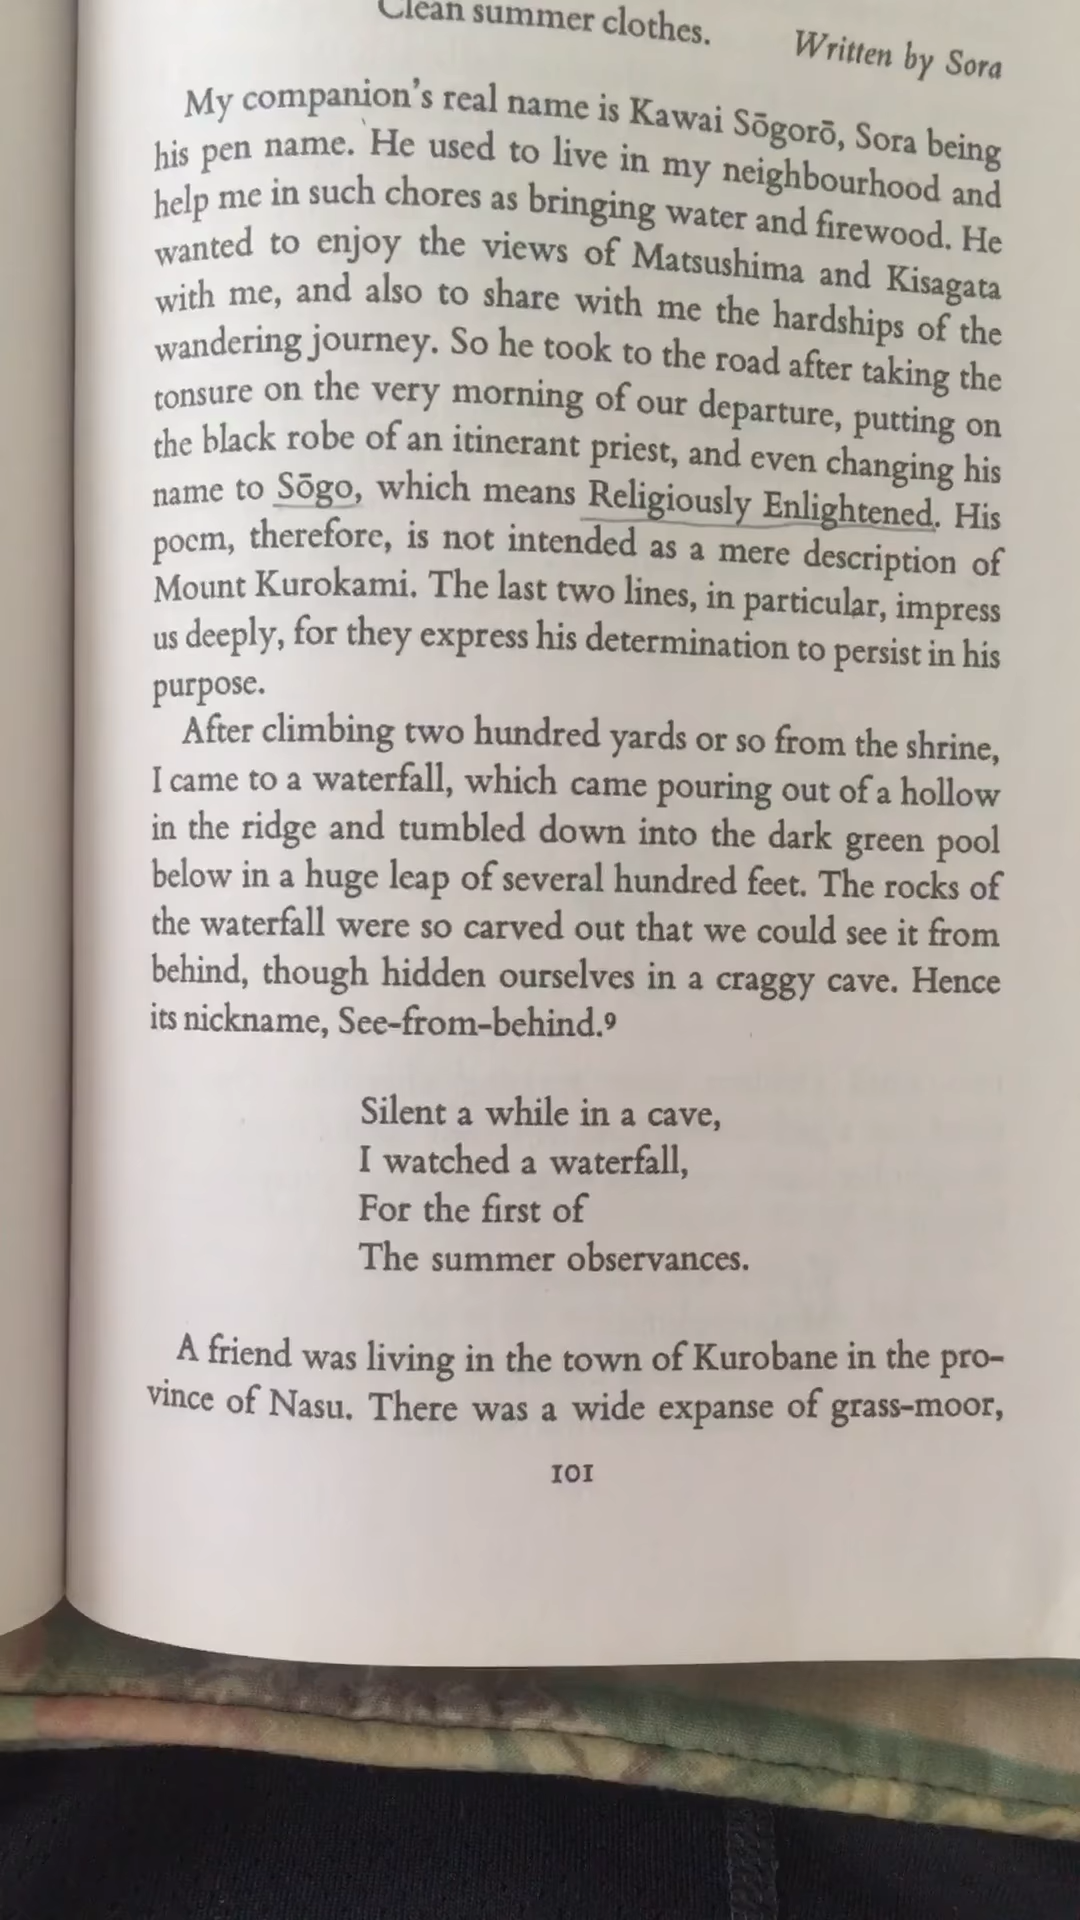 Clean summer clothes.
Written by Sora
My companion's real name is Kawai Sōgorō, Sora being
his pen name. He used to live in my neighbourhood and
help me in such chores as bringing water and firewood. He
wanted to enjoy the views of Matsushima and Kisagata
with me, and also to share with me the hardships of the
wandering journey. So he took to the road after taking the
tonsure on the very morning of our departure, putting on
the black robe of an itinerant priest, and even changing his
name to Sōgo, which means Religiously Enlightened. His
poem, therefore, is not intended as a mere description of
Mount Kurokami. The last two lines, in particular, impress
us deeply, for they express his determination to persist in his
purpose.
After climbing two hundred yards or so from the shrine,
I came to a waterfall, which came pouring out of a hollow
in the ridge and tumbled down into the dark green pool
below in a huge leap of several hundred feet. The rocks of
the waterfall were so carved out that we could see it from
behind, though hidden ourselves in a craggy cave. Hence
its nickname, See-from-behind.⁹
Silent a while in a cave,
I watched a waterfall,
For the first of
The summer observances.
A friend was living in the town of Kurobane in the pro-
vince of Nasu. There was a wide expanse of grass-moor,
101